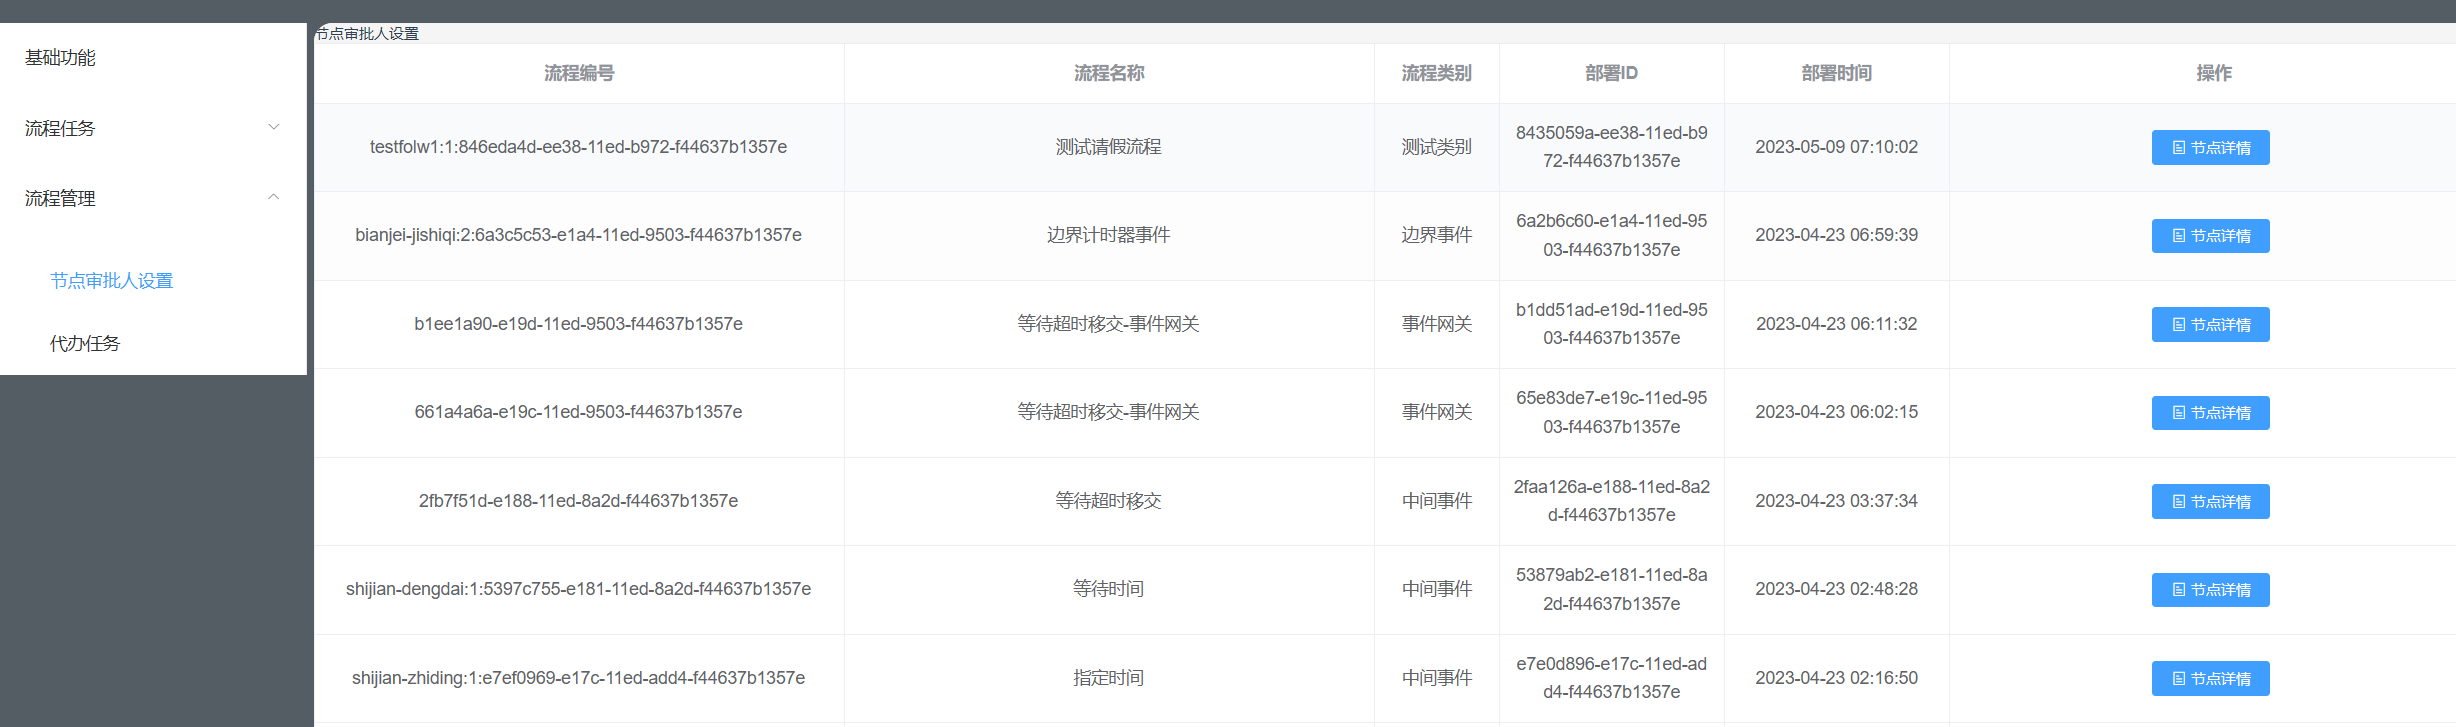 基础功能
流程任务
流程管理
节点审批人设置
代办任务
节点审批人设置
流程编号 流程名称 流程类别 部署ID 部署时间 操作
testfolw1:1:846eda4d-ee38-11ed-b972-f44637b1357e 测试请假流程 测试类别 8435059a-ee38-11ed-b9 2023-05-09 07:10:02 节点详情
72-f44637b1357e
bianjei-jishiqi:2:6a3c5c53-e1a4-11ed-9503-f44637b1357e 边界计时器事件 边界事件 6a2b6c60-e1a4-11ed-95 2023-04-23 06:59:39 节点详情
03-f44637b1357e
b1ee1a90-e19d-11ed-9503-f44637b1357e 等待超时移交-事件网关 事件网关 b1dd51ad-e19d-11ed-95 2023-04-23 06:11:32 节点详情
03-f44637b1357e
661a4a6a-e19c-11ed-9503-f44637b1357e 等待超时移交-事件网关 事件网关 65e83de7-e19c-11ed-95 2023-04-23 06:02:15 节点详情
03-f44637b1357e
2fb7f51d-e188-11ed-8a2d-f44637b1357e 等待超时移交 中间事件 2faa126a-e188-11ed-8a2 2023-04-23 03:37:34 节点详情
d-f44637b1357e
shijian-dengdai:1:5397c755-e181-11ed-8a2d-f44637b1357e 等待时间 中间事件 53879ab2-e181-11ed-8a 2023-04-23 02:48:28 节点详情
2d-f44637b1357e
shijian-zhiding:1:e7ef0969-e17c-11ed-add4-f44637b1357e 指定时间 中间事件 e7e0d896-e17c-11ed-ad 2023-04-23 02:16:50 节点详情
d4-f44637b1357e